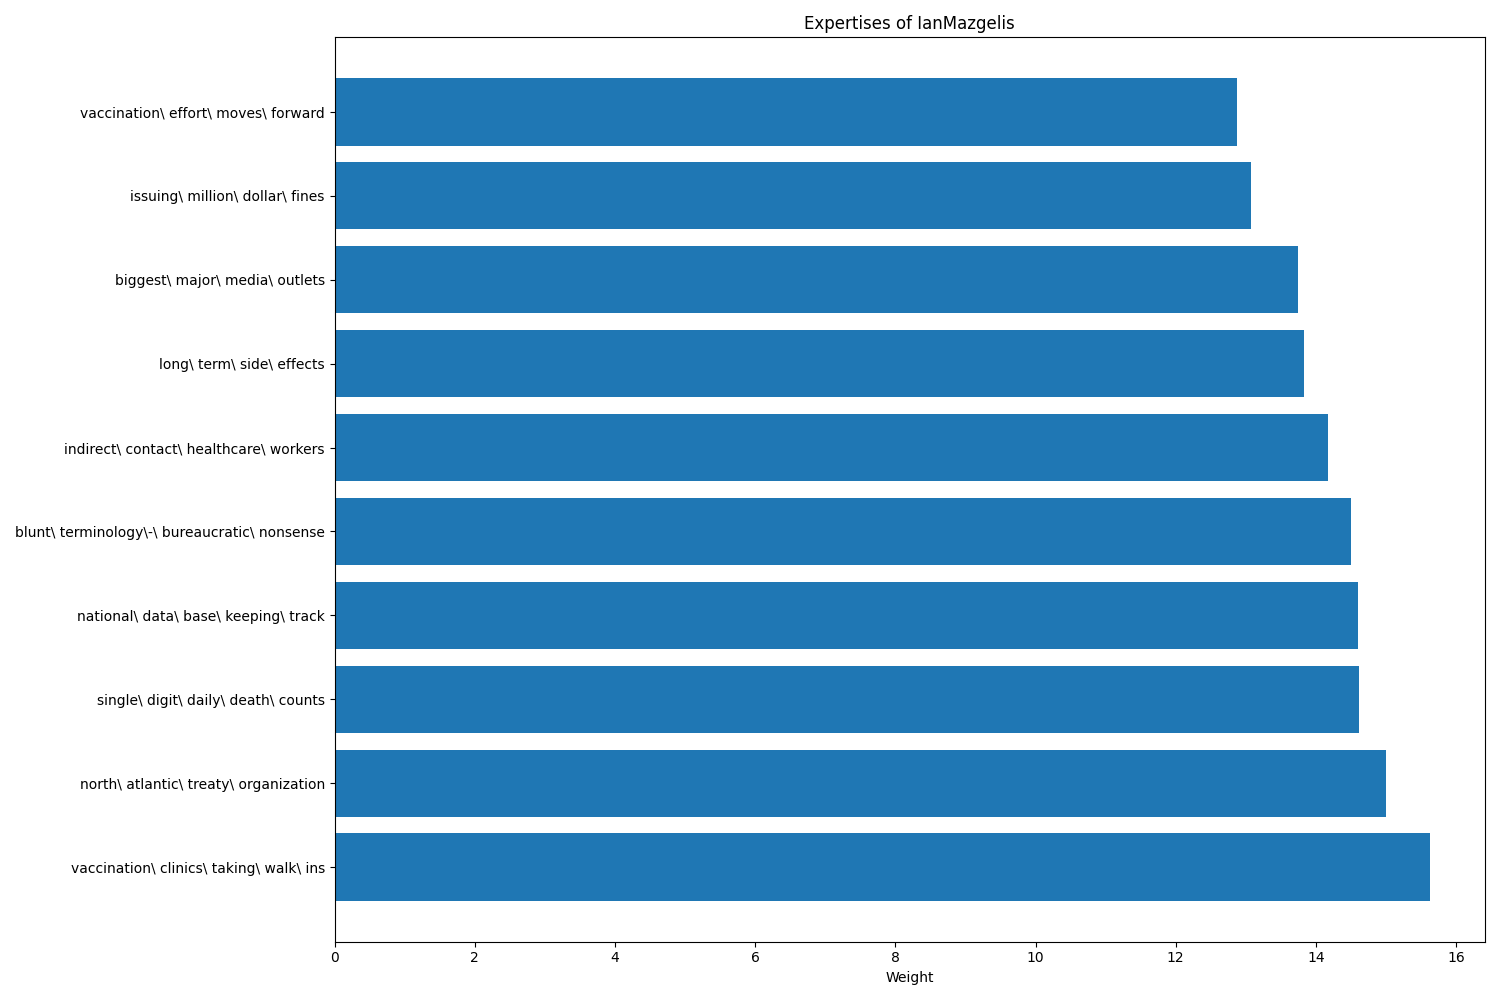 Expertises of IanMazgelis
vaccination\ effort\ moves\ forward
issuing\ million\ dollar\ fines
biggest\ major\ media\ outlets
long\ term\ side\ effects
indirect\ contact\ healthcare\ workers
blunt\ terminology\-\ bureaucratic\ nonsense
national\ data\ base\ keeping\ track
single\ digit\ daily\ death\ counts
north\ atlantic\ treaty\ organization
vaccination\ clinics\ taking\ walk\ ins
0 2 4 6 8 10 12 14 16
Weight